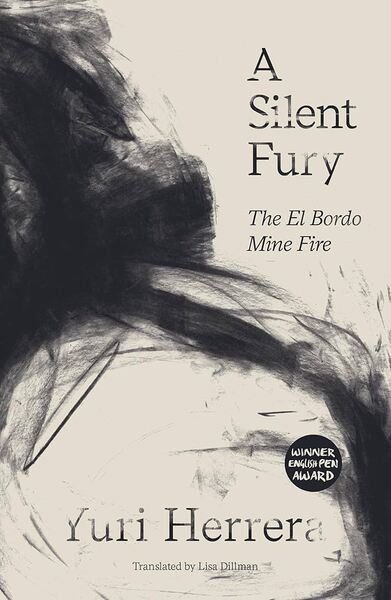 A
Silent
Fury
The El Bordo
Mine Fire
WINNER
ENGLISH PEN
AWARD
Yuri Herrera
Translated by Lisa Dillman